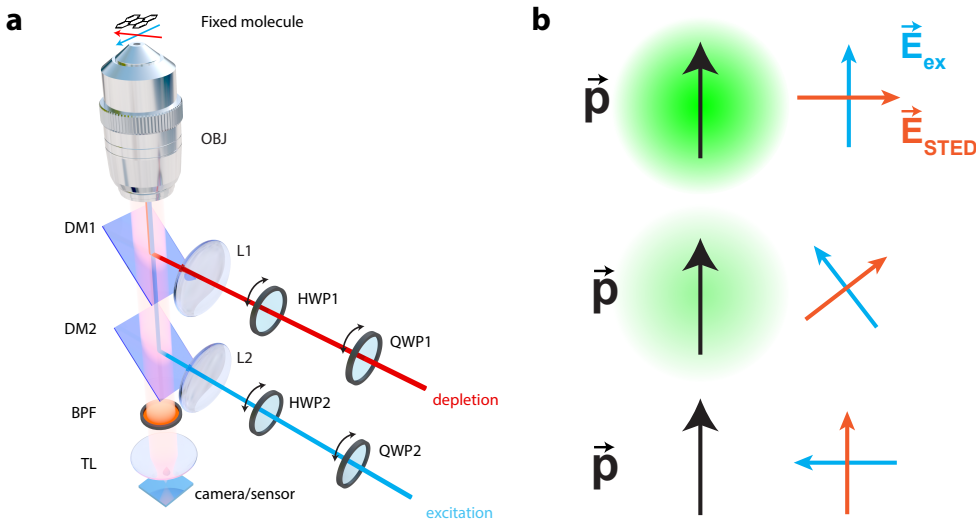 a
Fixed molecule
OBJ
DM1
L1
HWP1
QWP1
DM2
L2
depletion
HWP2
BPF
QWP2
TL
camera/sensor
excitation
b
p⃗
E⃗ex
E⃗STED
p⃗
p⃗